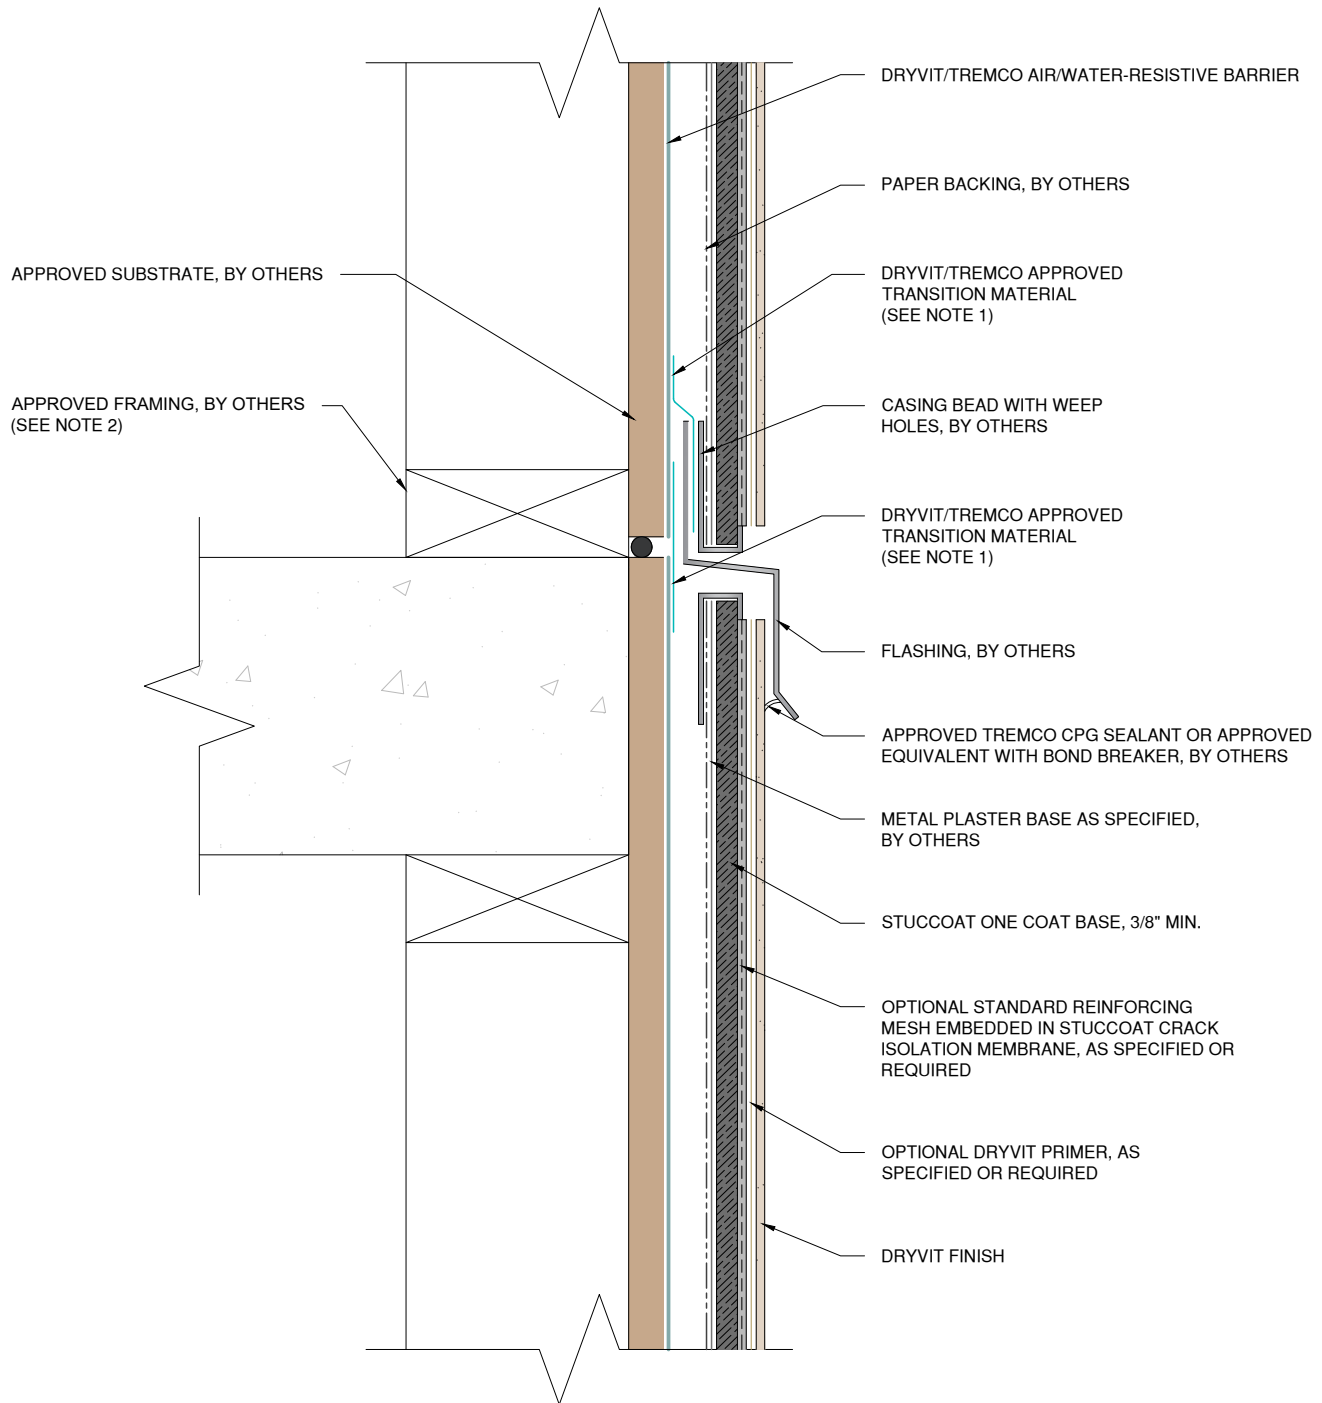 DRYVIT/TREMCO AIR/WATER-RESISTIVE BARRIER
PAPER BACKING, BY OTHERS
APPROVED SUBSTRATE, BY OTHERS
DRYVIT/TREMCO APPROVED
TRANSITION MATERIAL
(SEE NOTE 1)
APPROVED FRAMING, BY OTHERS
(SEE NOTE 2)
CASING BEAD WITH WEEP
HOLES, BY OTHERS
DRYVIT/TREMCO APPROVED
TRANSITION MATERIAL
(SEE NOTE 1)
FLASHING, BY OTHERS
APPROVED TREMCO CPG SEALANT OR APPROVED
EQUIVALENT WITH BOND BREAKER, BY OTHERS
METAL PLASTER BASE AS SPECIFIED,
BY OTHERS
STUCCOAT ONE COAT BASE, 3/8" MIN.
OPTIONAL STANDARD REINFORCING
MESH EMBEDDED IN STUCCOAT CRACK
ISOLATION MEMBRANE, AS SPECIFIED OR
REQUIRED
OPTIONAL DRYVIT PRIMER, AS
SPECIFIED OR REQUIRED
DRYVIT FINISH